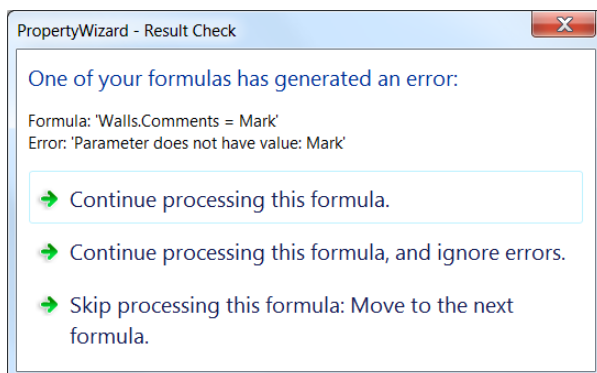 PropertyWizard - Result Check
One of your formulas has generated an error:
Formula: 'Walls.Comments = Mark'
Error: 'Parameter does not have value: Mark'
Continue processing this formula.
Continue processing this formula, and ignore errors.
Skip processing this formula: Move to the next
formula.